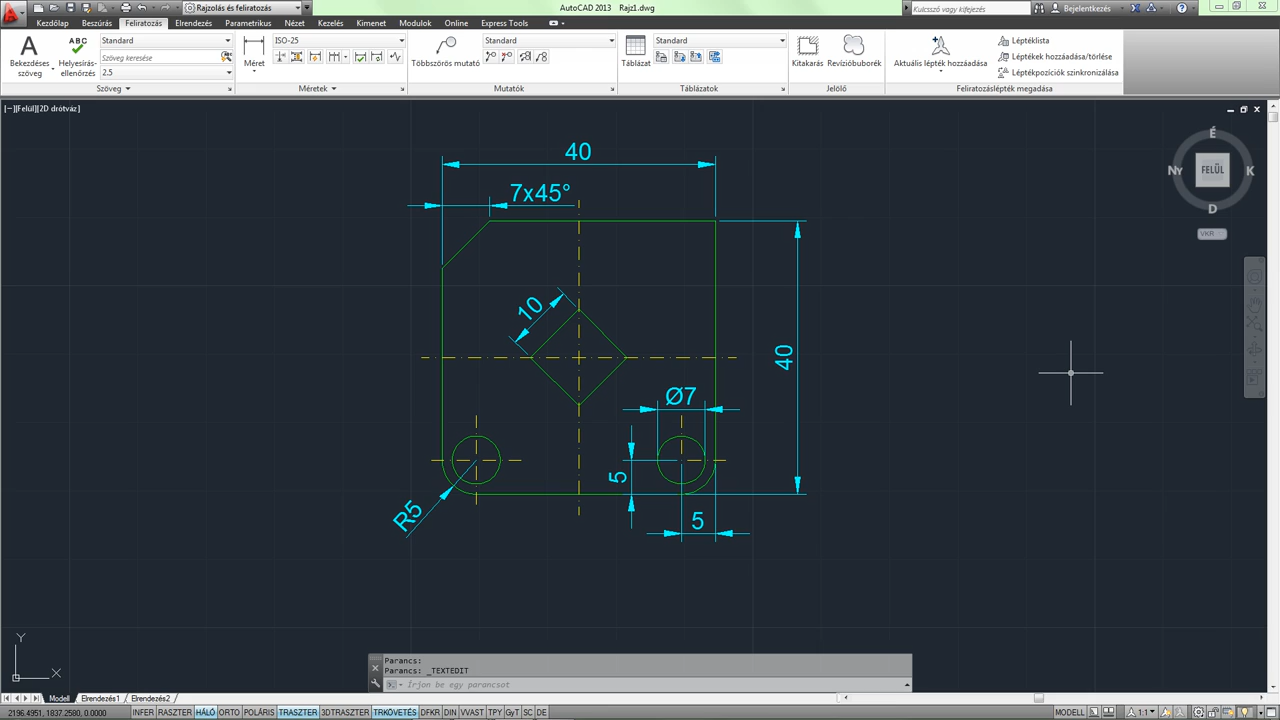 Rajzolás és feliratozás
AutoCAD 2013 Rajz1.dwg
Kulcsszó vagy kifejezés
Bejelentkezés
Kezdőlap Beszúrás Feliratozás Elrendezés Parametrikus Nézet Kezelés Kimenet Modulok Online Express Tools
A
Bekezdéses szöveg
ABC
Helyesírás-ellenőrzés
Standard
Szöveg keresése
2.5
Szöveg
Méret
ISO-25
Méretek
Többszörös mutató
Standard
Mutatók
Táblázat
Standard
Táblázatok
Kitakarás Revízióbuborék
Jelölő
Aktuális lépték hozzáadása
Léptéklista
Léptékek hozzáadása/törlése
Léptékpozíciók szinkronizálása
Feliratozáslépték megadása
[−][Felül][2D drótváz]
É
NY FELÜL K
D
VKR
40
7x45°
10
40
Ø7
5
R5
5
Y
X
Parancs:
Parancs: _TEXTEDIT
Írjon be egy parancsot
Modell Elrendezés1 Elrendezés2
2196.4951, 1837.2580, 0.0000 INFER RASZTER HÁLÓ ORTO POLÁRIS TRASZTER 3DTRASZTER TRKÖVETÉS DFKR DIN VVAST TPY GyT SC DE MODELL 1:1